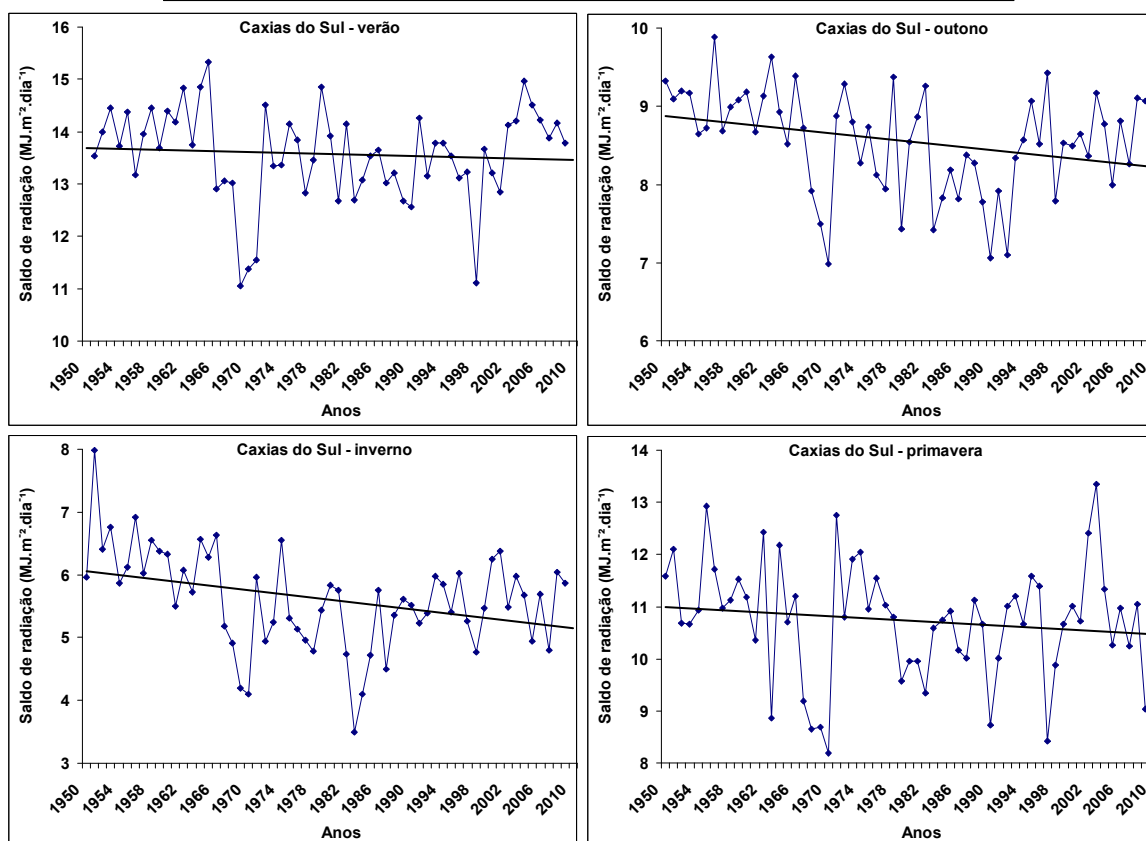 Caxias do Sul - verão
Saldo de radiação (MJ.m⁻².dia⁻¹)
16
15
14
13
12
11
10
1950 1954 1958 1962 1966 1970 1974 1978 1982 1986 1990 1994 1998 2002 2006 2010
Anos
Caxias do Sul - outono
Saldo de radiação (MJ.m⁻².dia⁻¹)
10
9
8
7
6
1950 1954 1958 1962 1966 1970 1974 1978 1982 1986 1990 1994 1998 2002 2006 2010
Anos
Caxias do Sul - inverno
Saldo de radiação (MJ.m⁻².dia⁻¹)
8
7
6
5
4
3
1950 1954 1958 1962 1966 1970 1974 1978 1982 1986 1990 1994 1998 2002 2006 2010
Anos
Caxias do Sul - primavera
Saldo de radiação (MJ.m⁻².dia⁻¹)
14
13
12
11
10
9
8
1950 1954 1958 1962 1966 1970 1974 1978 1982 1986 1990 1994 1998 2002 2006 2010
Anos